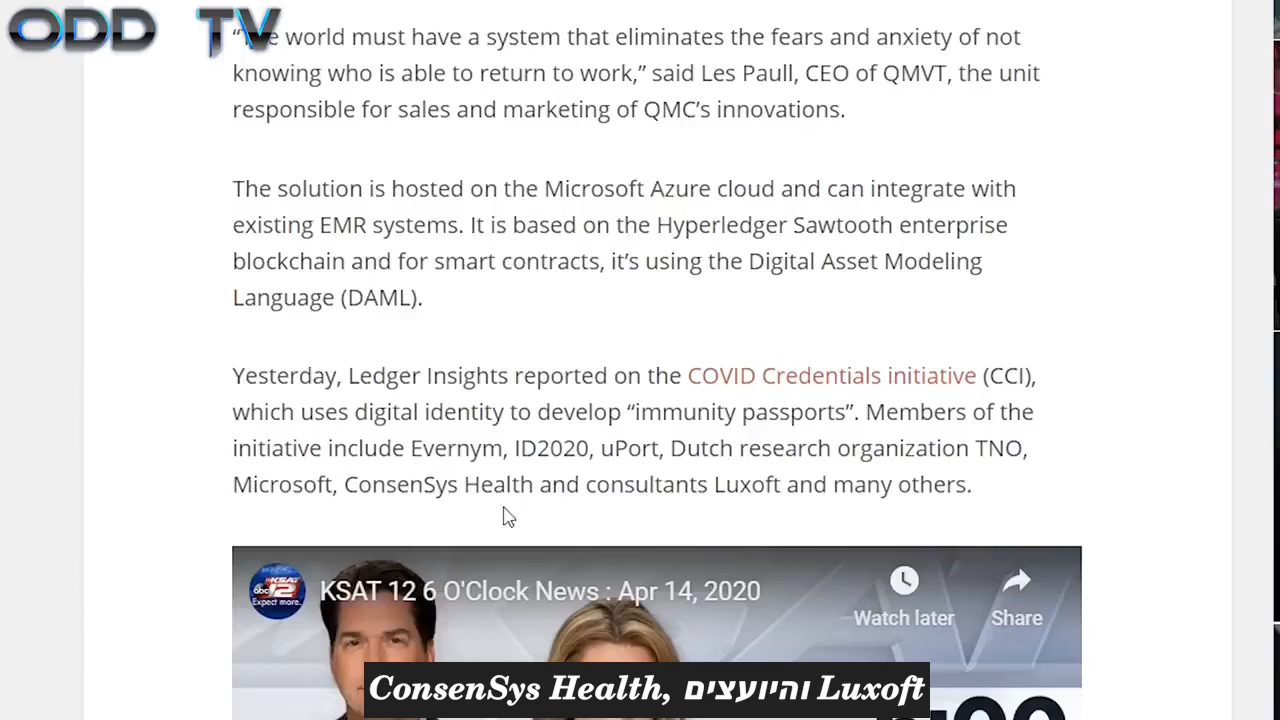 ODD TV
“The world must have a system that eliminates the fears and anxiety of not
knowing who is able to return to work,” said Les Paull, CEO of QMVT, the unit
responsible for sales and marketing of QMC’s innovations.
The solution is hosted on the Microsoft Azure cloud and can integrate with
existing EMR systems. It is based on the Hyperledger Sawtooth enterprise
blockchain and for smart contracts, it’s using the Digital Asset Modeling
Language (DAML).
Yesterday, Ledger Insights reported on the COVID Credentials initiative (CCI),
which uses digital identity to develop “immunity passports”. Members of the
initiative include Evernym, ID2020, uPort, Dutch research organization TNO,
Microsoft, ConsenSys Health and consultants Luxoft and many others.
KSAT 12 6 O'Clock News : Apr 14, 2020
Watch later
Share
abc KSAT 12
Expect more.
ConsenSys Health, והיועצים Luxoft